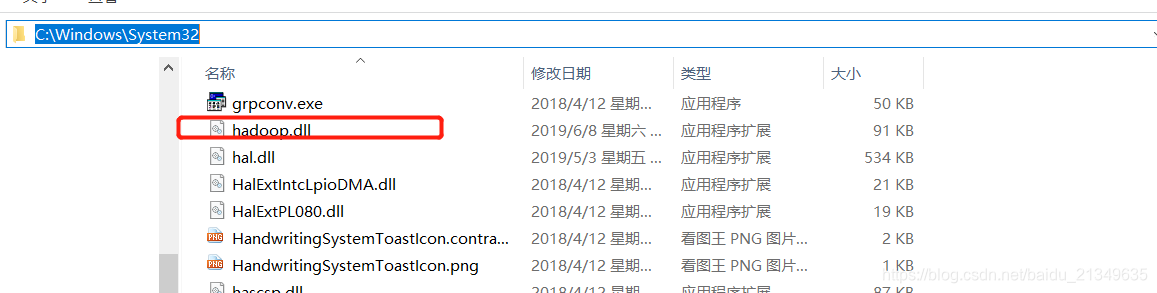 C:\Windows\System32
名称 修改日期 类型 大小
grpconv.exe 2018/4/12 星期... 应用程序 50 KB
hadoop.dll 2019/6/8 星期六 ... 应用程序扩展 91 KB
hal.dll 2019/5/3 星期五 ... 应用程序扩展 534 KB
HalExtIntcLpioDMA.dll 2018/4/12 星期... 应用程序扩展 21 KB
HalExtPL080.dll 2018/4/12 星期... 应用程序扩展 19 KB
HandwritingSystemToastIcon.contra... 2018/4/12 星期... 看图王 PNG 图片... 2 KB
HandwritingSystemToastIcon.png 2018/4/12 星期... 看图王 PNG 图片... 1 KB
https://blog.csdn.net/baidu_21349635
hascsp.dll 2018/4/12 星期... 应用程序扩展 87 KB